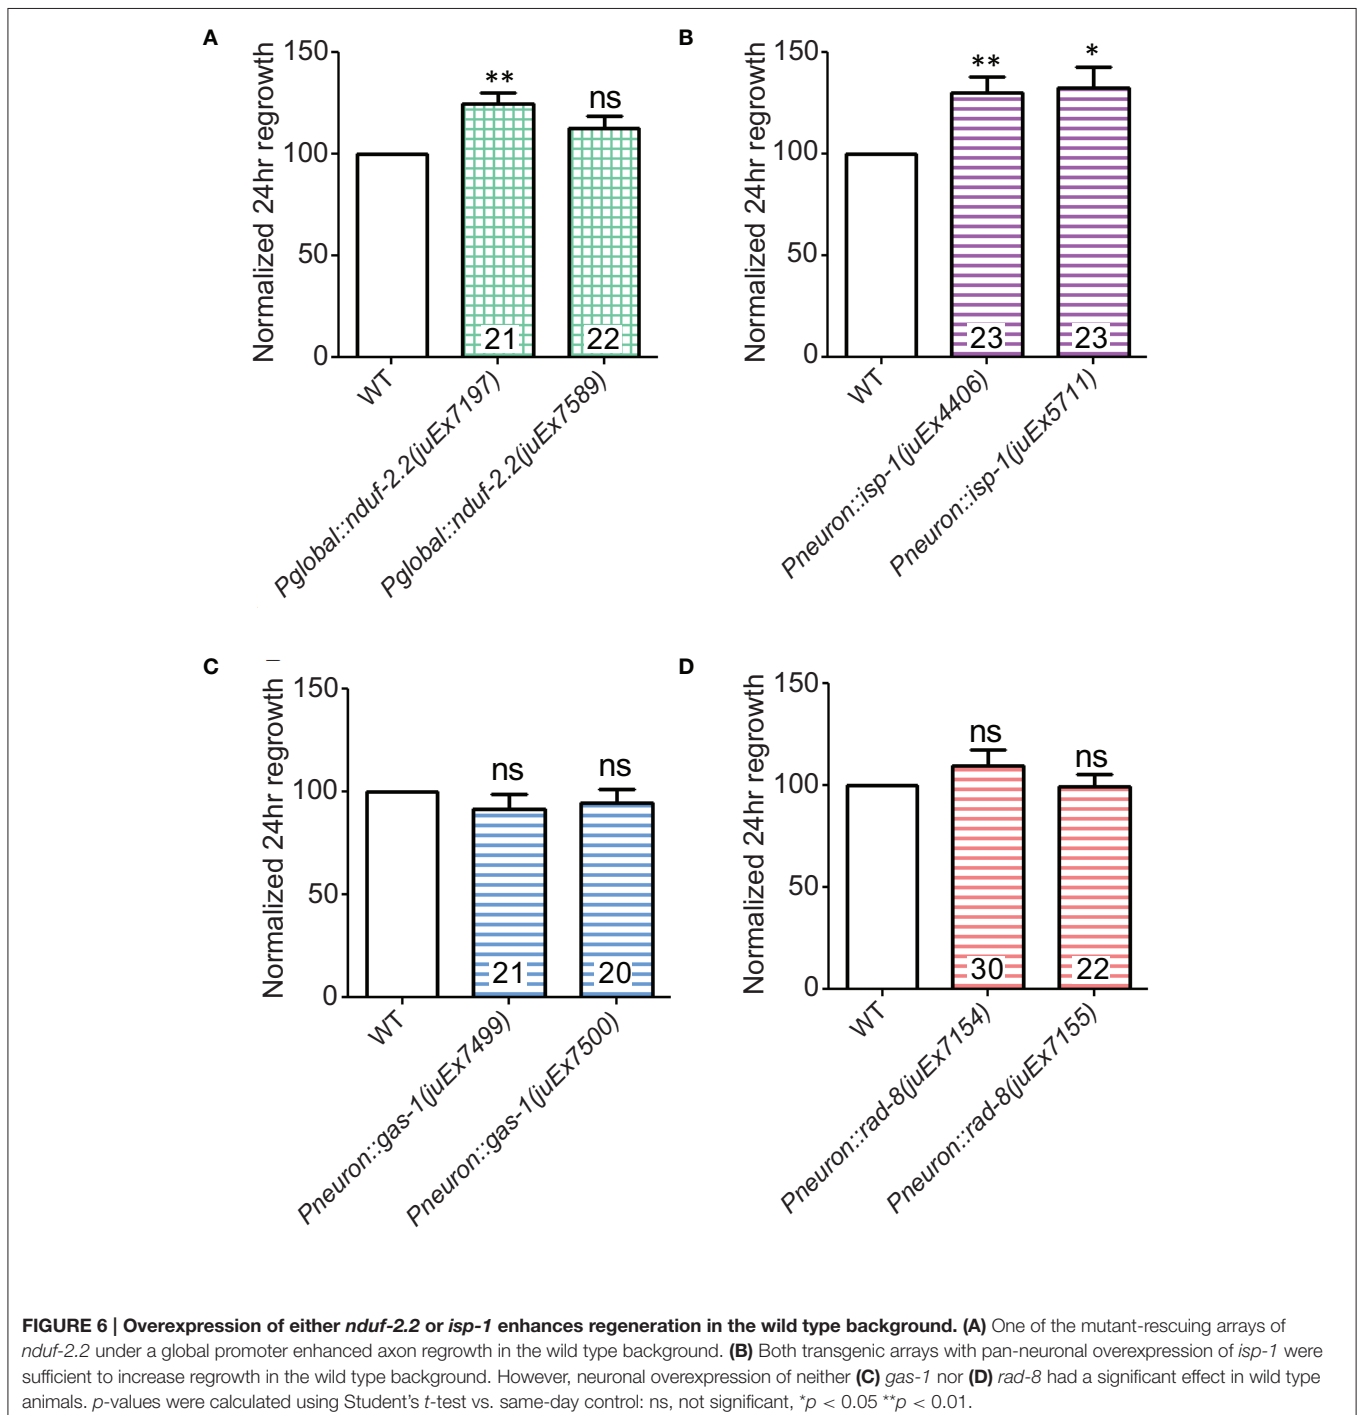 A
Normalized 24hr regrowth
150
100
50
0
**
ns
21
22
WT
Pglobal::nduf-2.2(juEx7197)
Pglobal::nduf-2.2(juEx7589)
B
Normalized 24hr regrowth
150
100
50
0
**
*
23
23
WT
Pneuron::isp-1(juEx4406)
Pneuron::isp-1(juEx5711)
C
Normalized 24hr regrowth
150
100
50
0
ns
ns
21
20
WT
Pneuron::gas-1(juEx7499)
Pneuron::gas-1(juEx7500)
D
Normalized 24hr regrowth
150
100
50
0
ns
ns
30
22
WT
Pneuron::rad-8(juEx7154)
Pneuron::rad-8(juEx7155)
FIGURE 6 | Overexpression of either nduf-2.2 or isp-1 enhances regeneration in the wild type background. (A) One of the mutant-rescuing arrays of
nduf-2.2 under a global promoter enhanced axon regrowth in the wild type background. (B) Both transgenic arrays with pan-neuronal overexpression of isp-1 were
sufficient to increase regrowth in the wild type background. However, neuronal overexpression of neither (C) gas-1 nor (D) rad-8 had a significant effect in wild type
animals. p-values were calculated using Student's t-test vs. same-day control: ns, not significant, *p < 0.05 **p < 0.01.